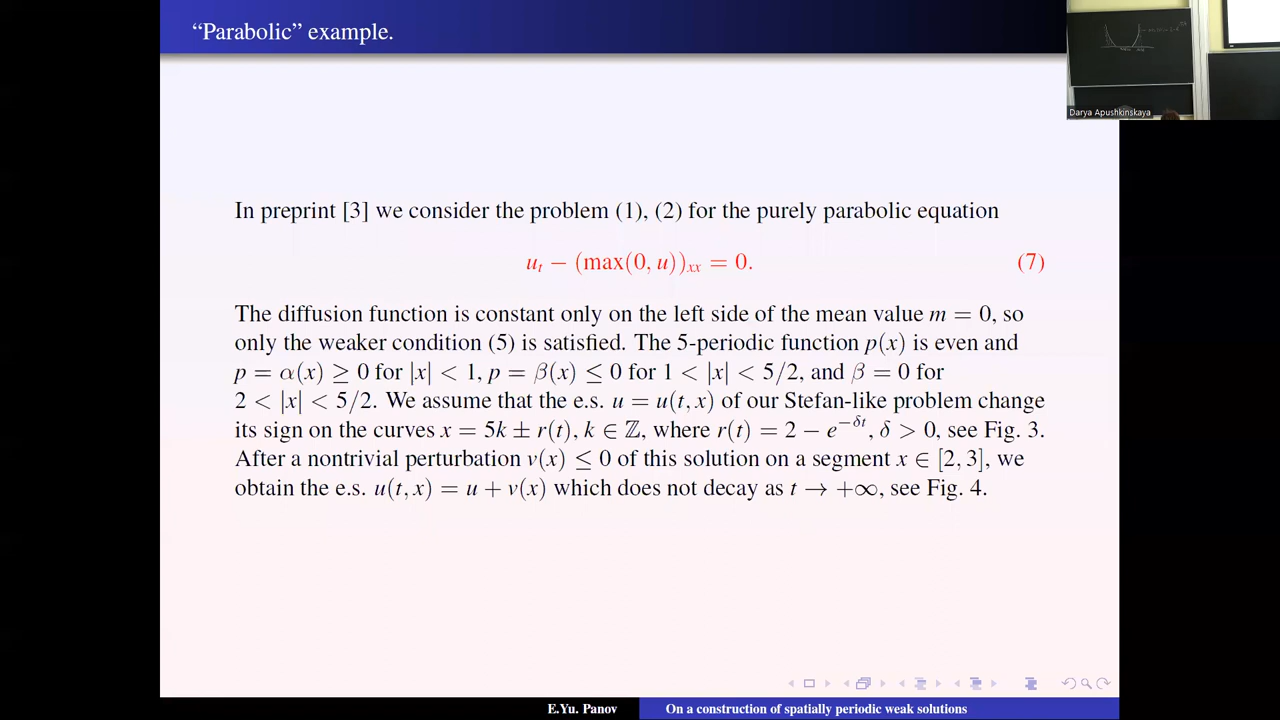 “Parabolic” example.
Darya Apushkinskaya
In preprint [3] we consider the problem (1), (2) for the purely parabolic equation
u_t − (max(0, u))_{xx} = 0. (7)
The diffusion function is constant only on the left side of the mean value m = 0, so
only the weaker condition (5) is satisfied. The 5-periodic function p(x) is even and
p = α(x) ≥ 0 for |x| < 1, p = β(x) ≤ 0 for 1 < |x| < 5/2, and β = 0 for
2 < |x| < 5/2. We assume that the e.s. u = u(t, x) of our Stefan-like problem change
its sign on the curves x = 5k ± r(t), k ∈ ℤ, where r(t) = 2 − e^{−δt}, δ > 0, see Fig. 3.
After a nontrivial perturbation v(x) ≤ 0 of this solution on a segment x ∈ [2, 3], we
obtain the e.s. u(t, x) = u + v(x) which does not decay as t → +∞, see Fig. 4.
E.Yu. Panov On a construction of spatially periodic weak solutions